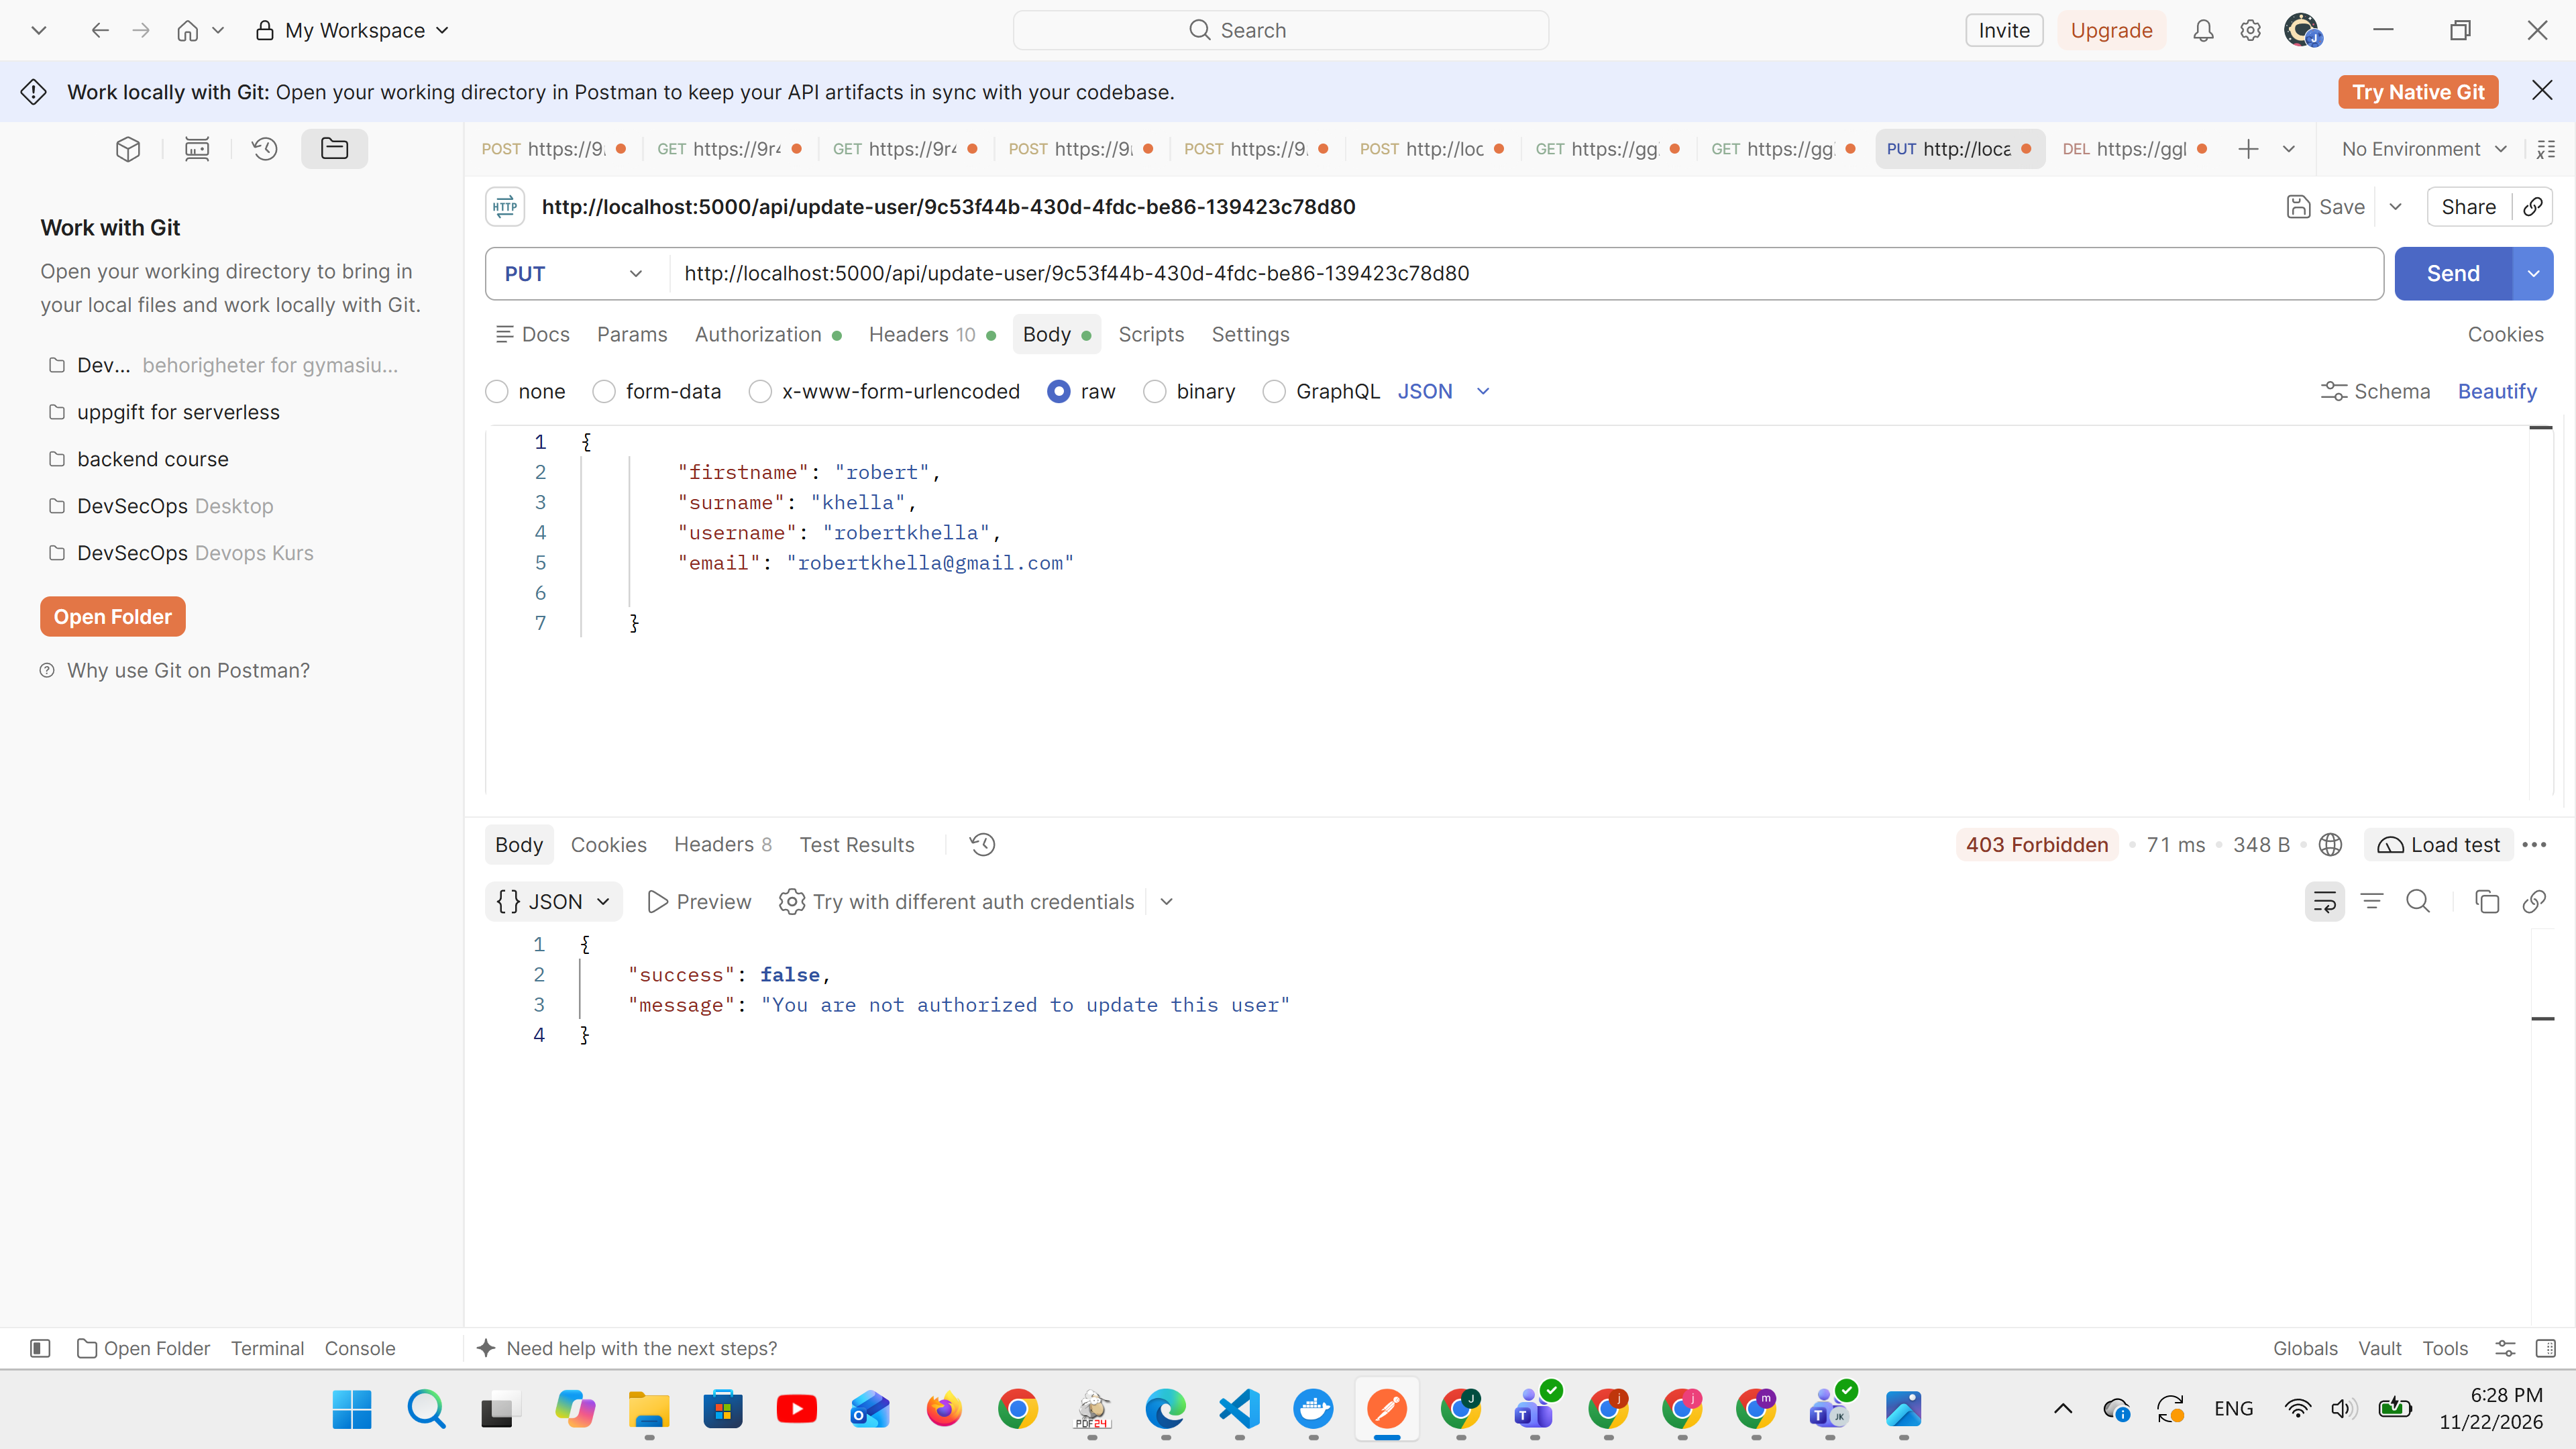 My Workspace
Search
Invite
Upgrade
J
Work locally with Git: Open your working directory in Postman to keep your API artifacts in sync with your codebase.
Try Native Git
POST https://9
GET https://9r4
GET https://9r4
POST https://9
POST https://9.
POST http://loc
GET https://gg
GET https://gg
PUT http://loca
DEL https://ggl
No Environment
HTTP
http://localhost:5000/api/update-user/9c53f44b-430d-4fdc-be86-139423c78d80
Save
Share
Work with Git
Open your working directory to bring in
your local files and work locally with Git.
Dev... behorigheter for gymasiu...
uppgift for serverless
backend course
DevSecOps Desktop
DevSecOps Devops Kurs
Open Folder
Why use Git on Postman?
PUT
http://localhost:5000/api/update-user/9c53f44b-430d-4fdc-be86-139423c78d80
Send
Docs Params Authorization Headers 10 Body Scripts Settings
Cookies
none form-data x-www-form-urlencoded raw binary GraphQL JSON
Schema Beautify
1 {
2 "firstname": "robert",
3 "surname": "khella",
4 "username": "robertkhella",
5 "email": "robertkhella@gmail.com"
6
7 }
Body Cookies Headers 8 Test Results
403 Forbidden • 71 ms • 348 B •
Load test
{} JSON Preview Try with different auth credentials
1 {
2 "success": false,
3 "message": "You are not authorized to update this user"
4 }
Open Folder Terminal Console
Need help with the next steps?
Globals Vault Tools
PDF24
J
T
j
j
m
T JK
ENG
6:28 PM
11/22/2026